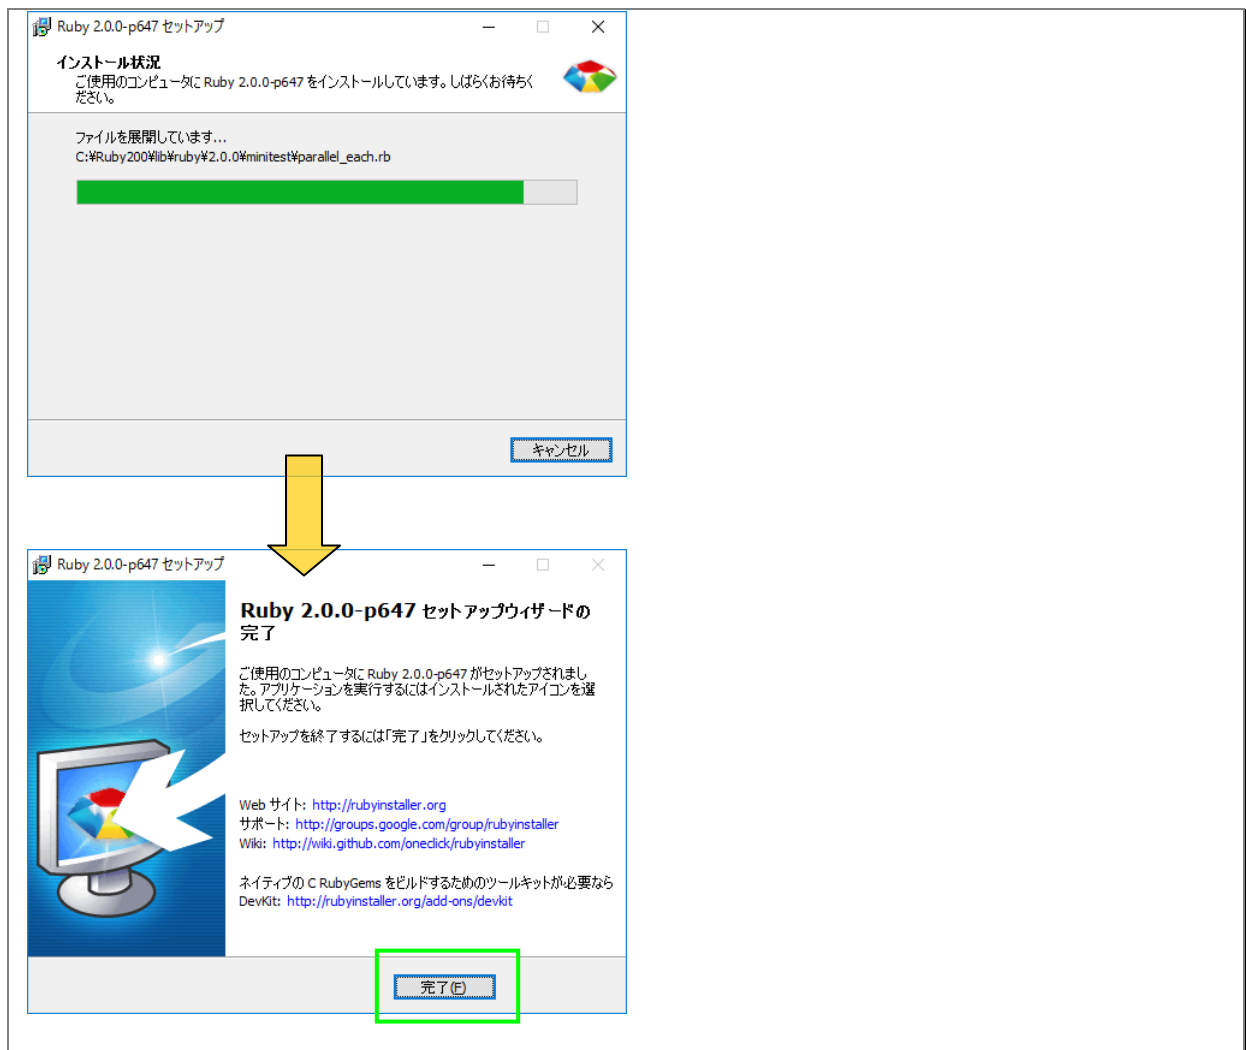 Ruby 2.0.0-p647 セットアップ
インストール状況
ご使用のコンピュータに Ruby 2.0.0-p647 をインストールしています。しばらくお待ちく
ださい。
ファイルを展開しています...
C:¥Ruby200¥lib¥ruby¥2.0.0¥minitest¥parallel_each.rb
キャンセル
Ruby 2.0.0-p647 セットアップ
Ruby 2.0.0-p647 セットアップウィザードの
完了
ご使用のコンピュータに Ruby 2.0.0-p647 がセットアップされまし
た。アプリケーションを実行するにはインストールされたアイコンを選
択してください。
セットアップを終了するには「完了」をクリックしてください。
Web サイト: http://rubyinstaller.org
サポート: http://groups.google.com/group/rubyinstaller
Wiki: http://wiki.github.com/oneclick/rubyinstaller
ネイティブの C RubyGems をビルドするためのツールキットが必要なら
DevKit: http://rubyinstaller.org/add-ons/devkit
完了(F)